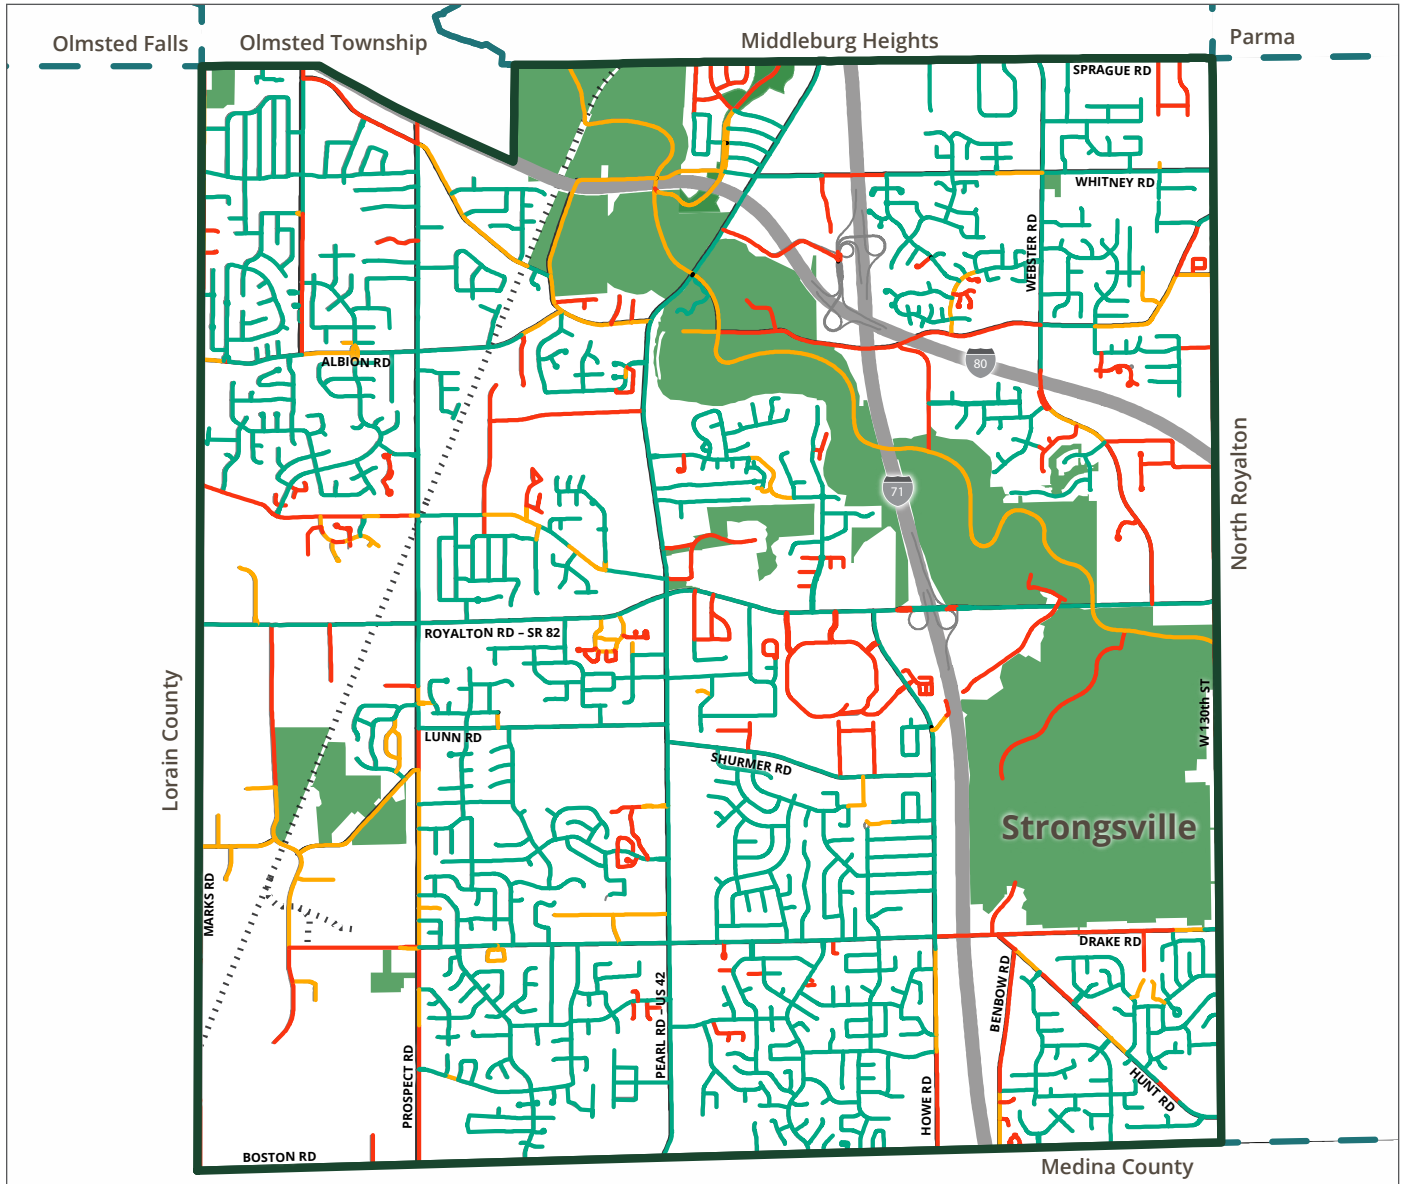 Olmsted Falls
Olmsted Township
Middleburg Heights
Parma
SPRAGUE RD
WHITNEY RD
WEBSTER RD
ALBION RD
80
North Royalton
71
ROYALTON RD – SR 82
Lorain County
W 130th ST
LUNN RD
SHURMER RD
Strongsville
MARKS RD
DRAKE RD
BENBOW RD
PEARL RD – US 42
PROSPECT RD
HOWE RD
HUNT RD
BOSTON RD
Medina County